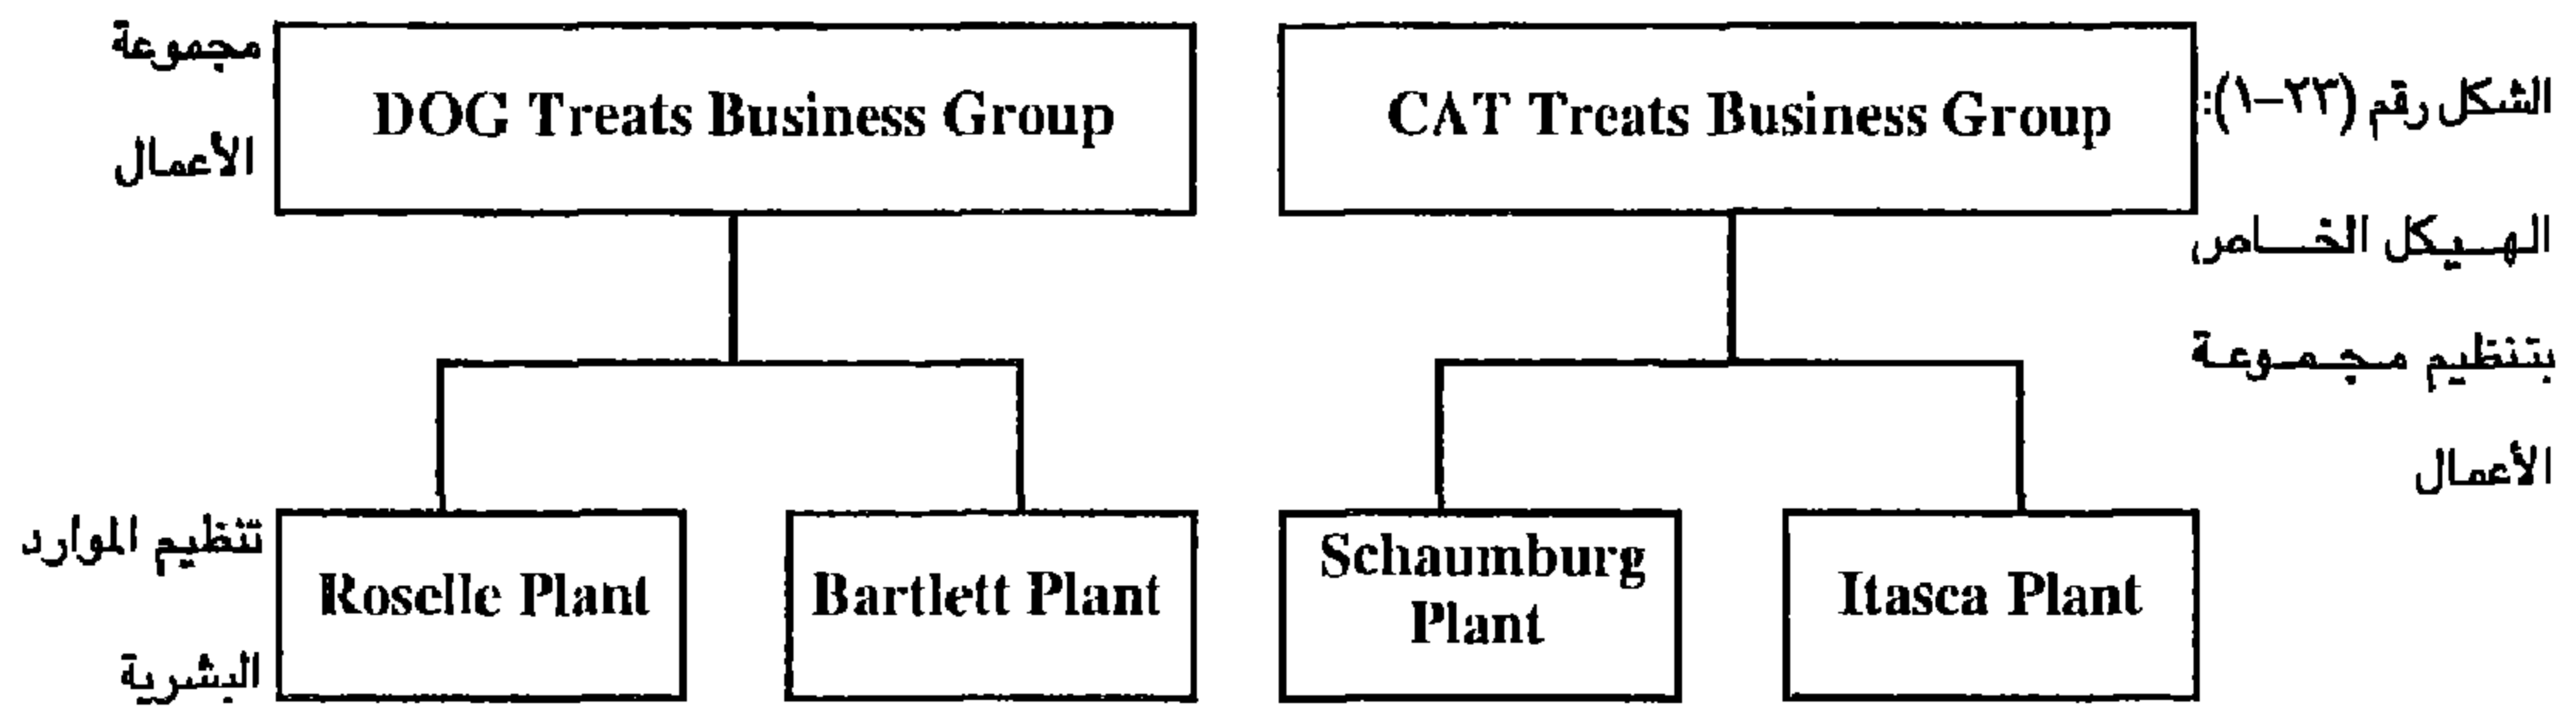 الشكل رقم (٢٣-١):
الهيكل الخاص
بتنظيم مجموعة
الأعمال
مجموعة
الأعمال
DOG Treats Business Group
CAT Treats Business Group
تنظيم الموارد
البشرية
Roselle Plant
Bartlett Plant
Schaumburg
Plant
Itasca Plant